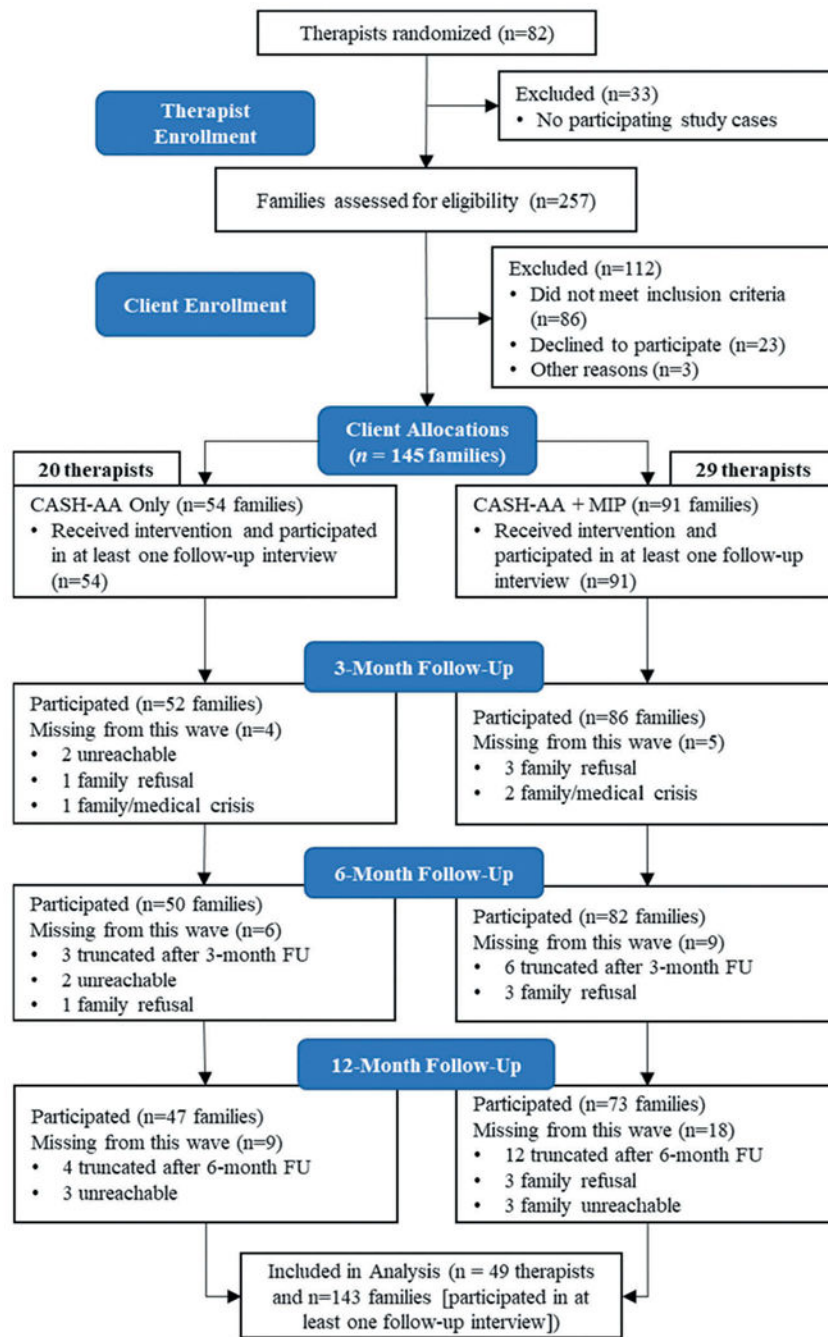 Therapists randomized (n=82)
Excluded (n=33)
• No participating study cases
Therapist
Enrollment
Families assessed for eligibility (n=257)
Excluded (n=112)
• Did not meet inclusion criteria
(n=86)
• Declined to participate (n=23)
• Other reasons (n=3)
Client Enrollment
Client Allocations
(n = 145 families)
20 therapists
CASH-AA Only (n=54 families)
• Received intervention and participated
in at least one follow-up interview
(n=54)
29 therapists
CASH-AA + MIP (n=91 families)
• Received intervention and
participated in at least one follow-up
interview (n=91)
3-Month Follow-Up
Participated (n=52 families)
Missing from this wave (n=4)
• 2 unreachable
• 1 family refusal
• 1 family/medical crisis
Participated (n=86 families)
Missing from this wave (n=5)
• 3 family refusal
• 2 family/medical crisis
6-Month Follow-Up
Participated (n=50 families)
Missing from this wave (n=6)
• 3 truncated after 3-month FU
• 2 unreachable
• 1 family refusal
Participated (n=82 families)
Missing from this wave (n=9)
• 6 truncated after 3-month FU
• 3 family refusal
12-Month Follow-Up
Participated (n=47 families)
Missing from this wave (n=9)
• 4 truncated after 6-month FU
• 3 unreachable
Participated (n=73 families)
Missing from this wave (n=18)
• 12 truncated after 6-month FU
• 3 family refusal
• 3 family unreachable
Included in Analysis (n = 49 therapists
and n=143 families [participated in at
least one follow-up interview])